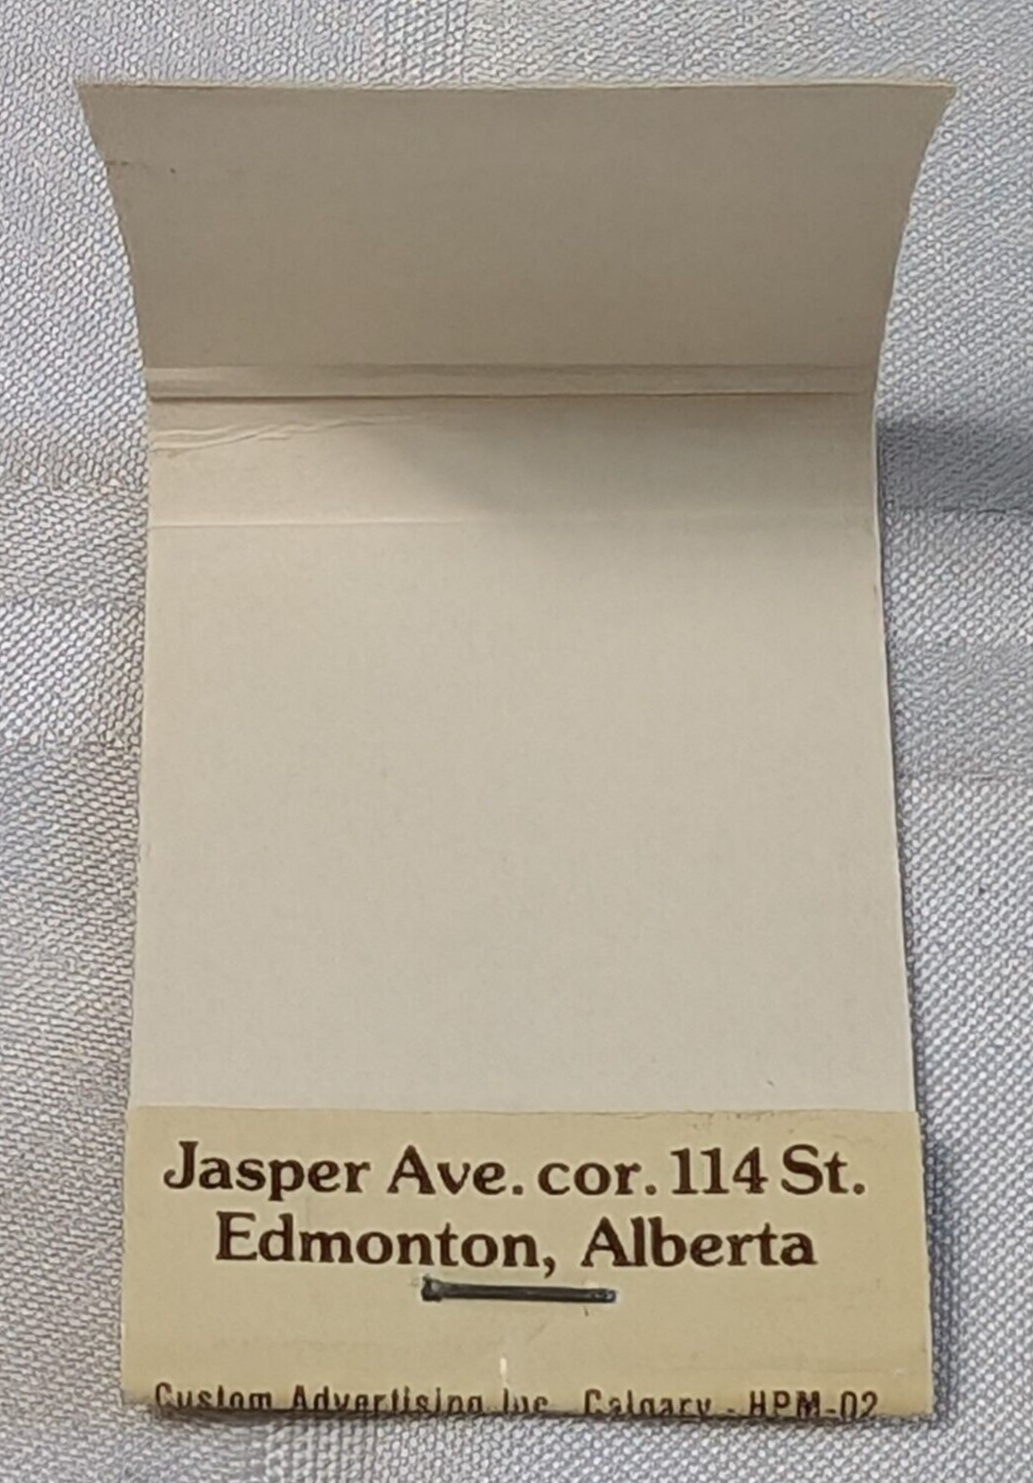 Jasper Ave. cor. 114 St.
Edmonton, Alberta
Custom Advertising Inc. Calgary - HPM-02